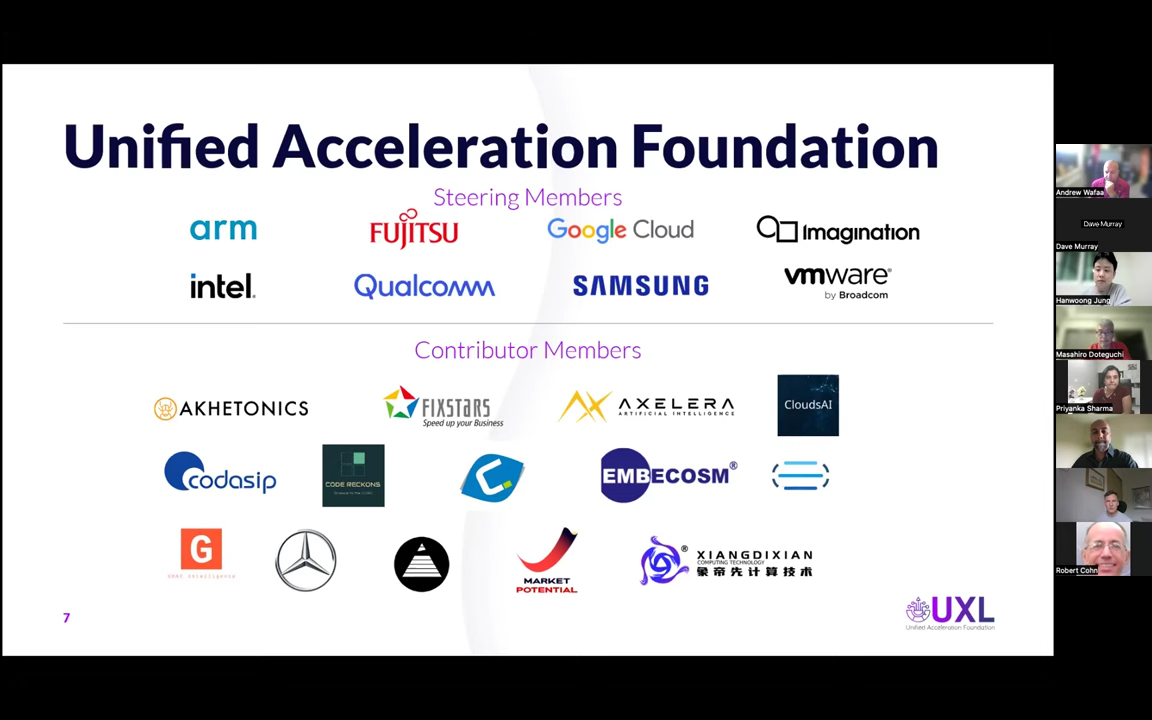 Unified Acceleration Foundation
Steering Members
arm
FUJITSU
Google Cloud
Imagination
intel.
Qualcomm
SAMSUNG
vmware®
by Broadcom
Contributor Members
AKHETONICS
FIXSTARS
Speed up your Business
AXELERA
ARTIFICIAL INTELLIGENCE
CloudsAI
codasip
CODE RECKONS
EMBECOSM®
G
MARKET
POTENTIAL
® XIANGDIXIAN
COMPUTING TECHNOLOGY
象帝先计算技术
7
UXL
Unified Acceleration Foundation
Andrew Wafaa
Dave Murray
Dave Murray
Hanwoong Jung
Masahiro Doteguchi
Priyanka Sharma
Robert Cohn